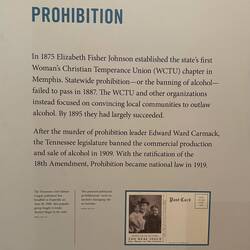 PROHIBITION
In 1875 Elizabeth Fisher Johnson established the state's first
Woman's Christian Temperance Union (WCTU) chapter in
Memphis. Statewide prohibition—or the banning of alcohol—
failed to pass in 1887. The WCTU and other organizations
instead focused on convincing local communities to outlaw
alcohol. By 1895 they had largely succeeded.
After the murder of prohibition leader Edward Ward Carmack,
the Tennessee legislature banned the commercial production
and sale of alcohol in 1909. With the ratification of the
18th Amendment, Prohibition became national law in 1919.
Post Card
THE REAL ISSUE